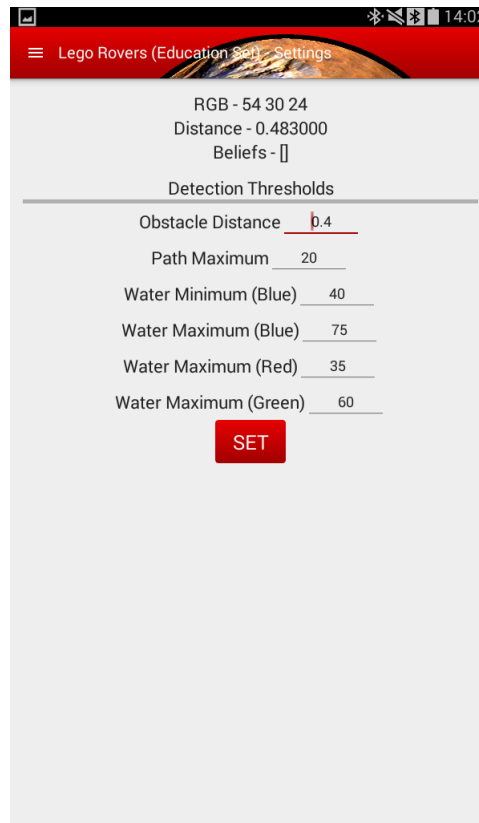 14:02
Lego Rovers (Education Set) - Settings
RGB - 54 30 24
Distance - 0.483000
Beliefs - []
Detection Thresholds
Obstacle Distance 0.4
Path Maximum 20
Water Minimum (Blue) 40
Water Maximum (Blue) 75
Water Maximum (Red) 35
Water Maximum (Green) 60
SET